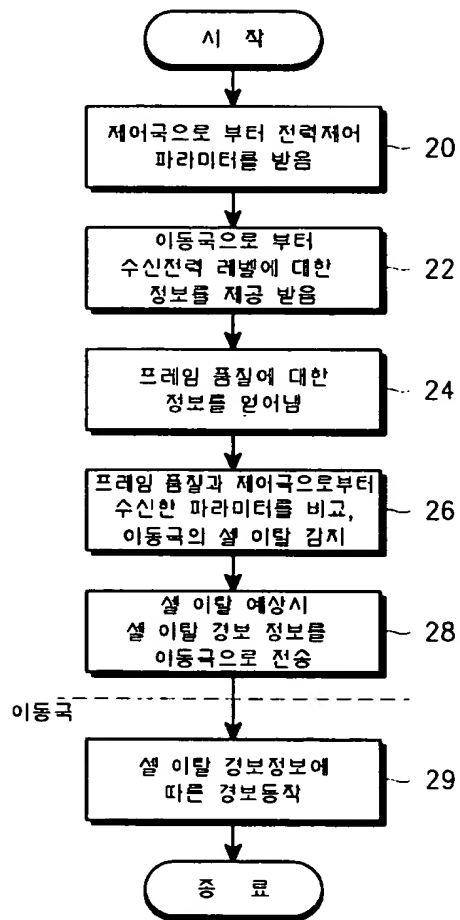 시 작
제어국으로 부터 전력제어
파라미터를 받음
20
이동국으로 부터
수신전력 레벨에 대한
정보를 제공 받음
22
프레임 품질에 대한
정보를 얻어냄
24
프레임 품질과 제어국으로부터
수신한 파라미터를 비교,
이동국의 셀 이탈 감지
26
셀 이탈 예상시
셀 이탈 경보 정보를
이동국으로 전송
28
이동국
셀 이탈 경보정보에
따른 경보동작
29
종 료